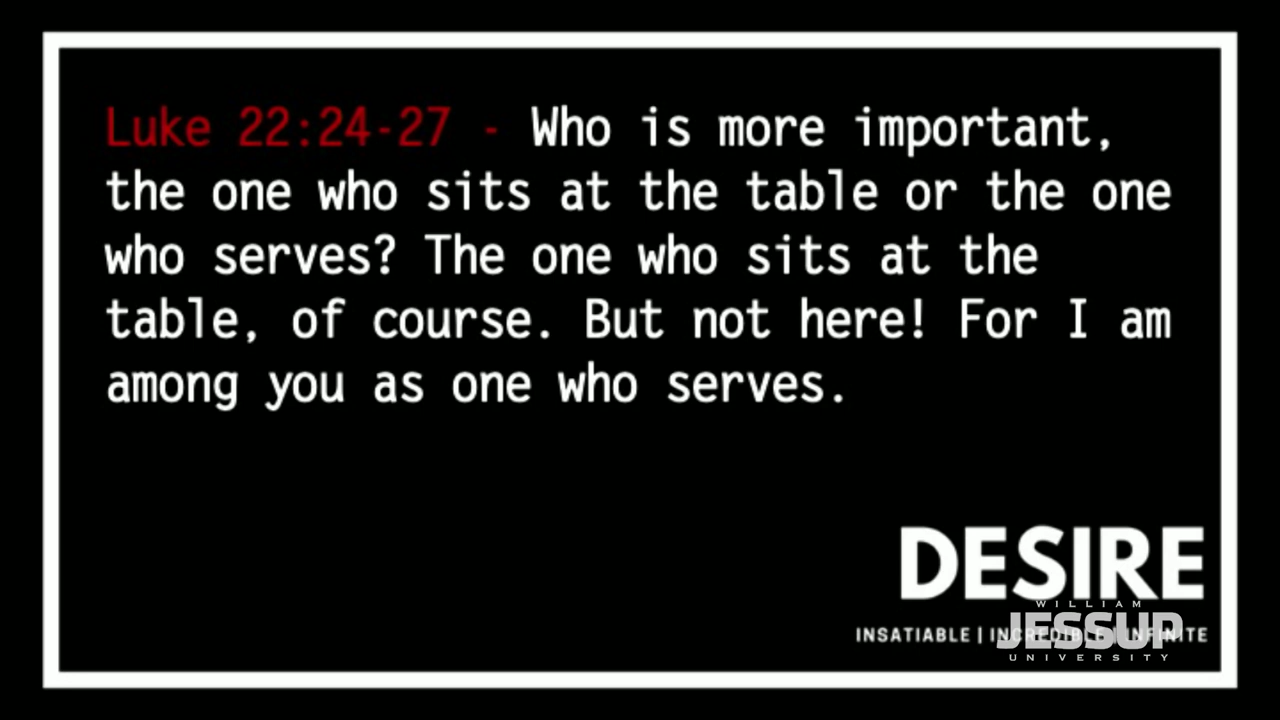 Luke 22:24-27 - Who is more important,
the one who sits at the table or the one
who serves? The one who sits at the
table, of course. But not here! For I am
among you as one who serves.
DESIRE
WILLIAM
JESSUP
UNIVERSITY
INSATIABLE | INCREDIBLE | INFINITE